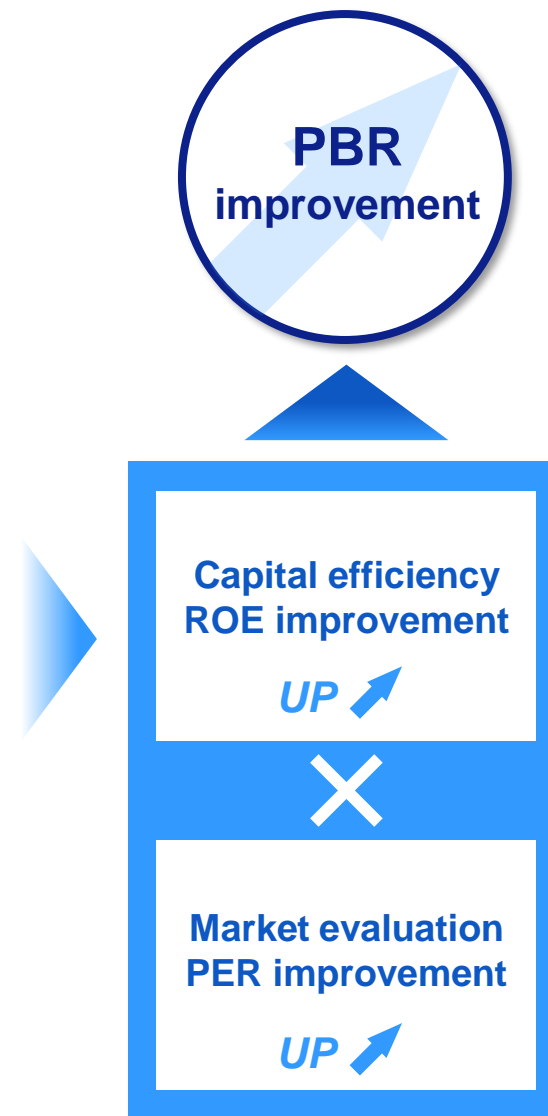 PBR
improvement
Capital efficiency
ROE improvement
UP
Market evaluation
PER improvement
UP